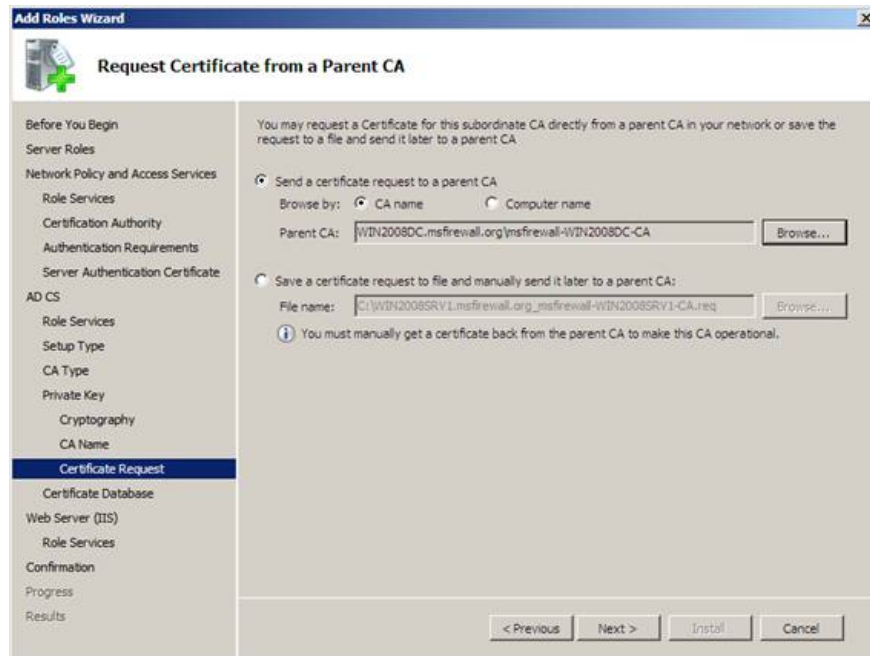 Add Roles Wizard
Request Certificate from a Parent CA
Before You Begin
Server Roles
Network Policy and Access Services
Role Services
Certification Authority
Authentication Requirements
Server Authentication Certificate
AD CS
Role Services
Setup Type
CA Type
Private Key
Cryptography
CA Name
Certificate Request
Certificate Database
Web Server (IIS)
Role Services
Confirmation
Progress
Results
You may request a Certificate for this subordinate CA directly from a parent CA in your network or save the
request to a file and send it later to a parent CA
Send a certificate request to a parent CA
Browse by: CA name Computer name
Parent CA: WIN2008DC.msfirewall.org\msfirewall-WIN2008DC-CA Browse...
Save a certificate request to file and manually send it later to a parent CA:
File name: C:\WIN2008SRV1.msfirewall.org_msfirewall-WIN2008SRV1-CA.req Browse...
You must manually get a certificate back from the parent CA to make this CA operational.
< Previous Next > Install Cancel